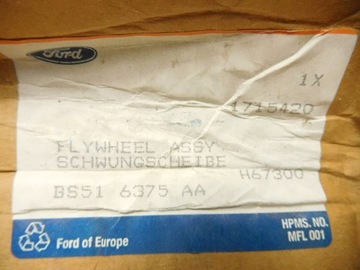 Ford
1X
1715420
FLYWHEEL ASSY
SCHWUNGSCHEIBE
H67300
BS51 6375 AA
Ford of Europe
HPMS. NO.
MFL 001